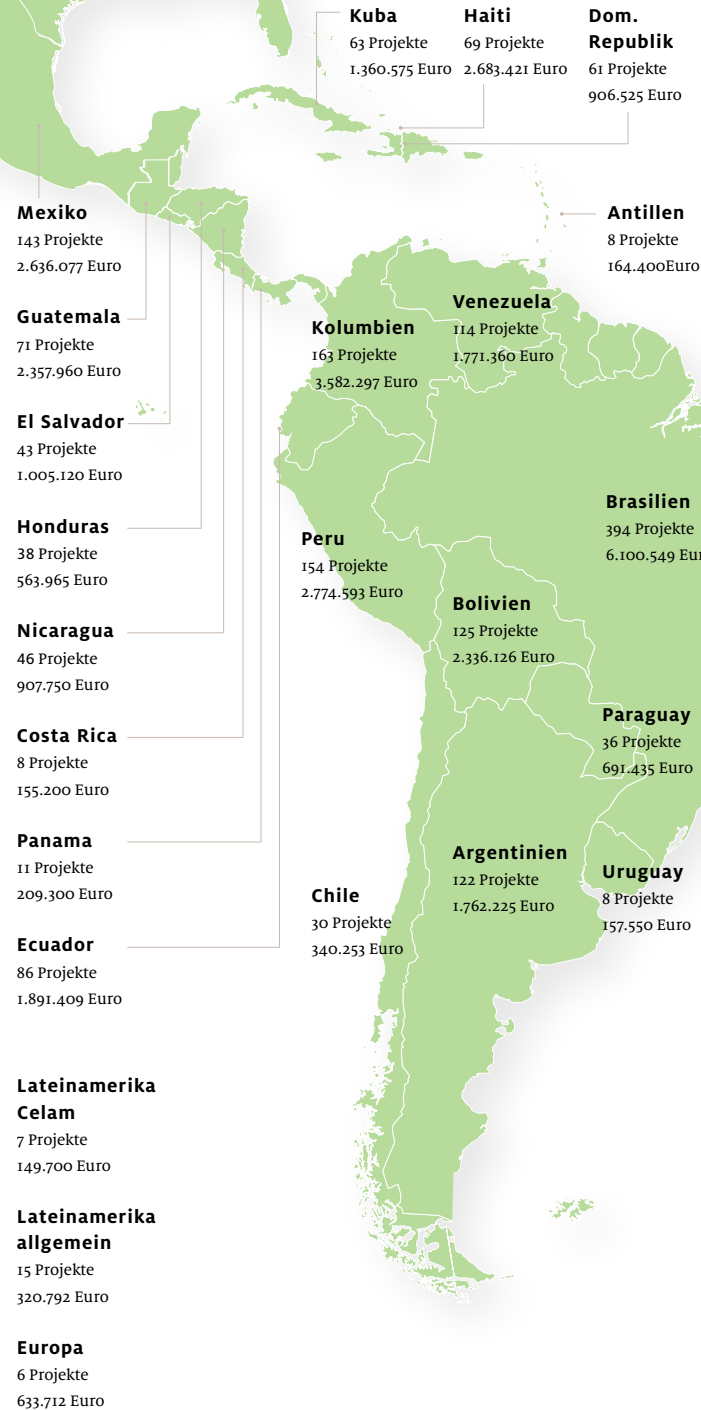 Kuba
63 Projekte
1.360.575 Euro
Haiti
69 Projekte
2.683.421 Euro
Dom.
Republik
61 Projekte
906.525 Euro
Mexiko
143 Projekte
2.636.077 Euro
Antillen
8 Projekte
164.400Euro
Guatemala
71 Projekte
2.357.960 Euro
Kolumbien
163 Projekte
3.582.297 Euro
Venezuela
114 Projekte
1.771.360 Euro
El Salvador
43 Projekte
1.005.120 Euro
Honduras
38 Projekte
563.965 Euro
Peru
154 Projekte
2.774.593 Euro
Brasilien
394 Projekte
6.100.549 Eur
Nicaragua
46 Projekte
907.750 Euro
Bolivien
125 Projekte
2.336.126 Euro
Costa Rica
8 Projekte
155.200 Euro
Paraguay
36 Projekte
691.435 Euro
Panama
11 Projekte
209.300 Euro
Argentinien
122 Projekte
1.762.225 Euro
Uruguay
8 Projekte
157.550 Euro
Chile
30 Projekte
340.253 Euro
Ecuador
86 Projekte
1.891.409 Euro
Lateinamerika
Celam
7 Projekte
149.700 Euro
Lateinamerika
allgemein
15 Projekte
320.792 Euro
Europa
6 Projekte
633.712 Euro